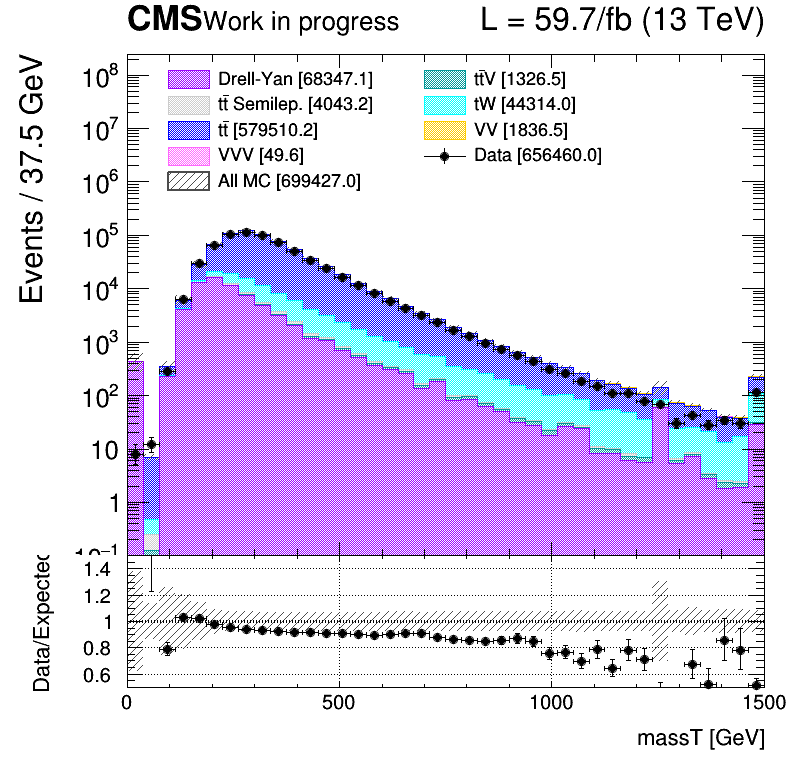 CMS Work in progress L = 59.7/fb (13 TeV)
Events / 37.5 GeV
10⁸
10⁷
10⁶
10⁵
10⁴
10³
10²
10
1
10⁻¹
Drell-Yan [68347.1]
tt̄ Semilep. [4043.2]
tt̄ [579510.2]
VVV [49.6]
All MC [699427.0]
tt̄V [1326.5]
tW [44314.0]
VV [1836.5]
Data [656460.0]
Data/Expected
1.4
1.2
1
0.8
0.6
0 500 1000 1500
massT [GeV]